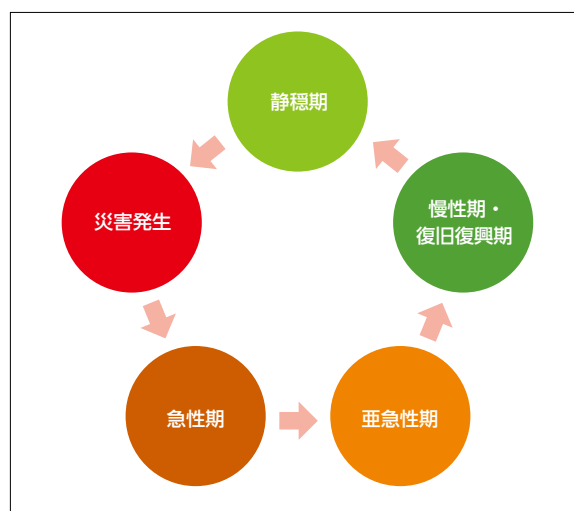 静穏期
災害発生
急性期
亜急性期
慢性期・
復旧復興期